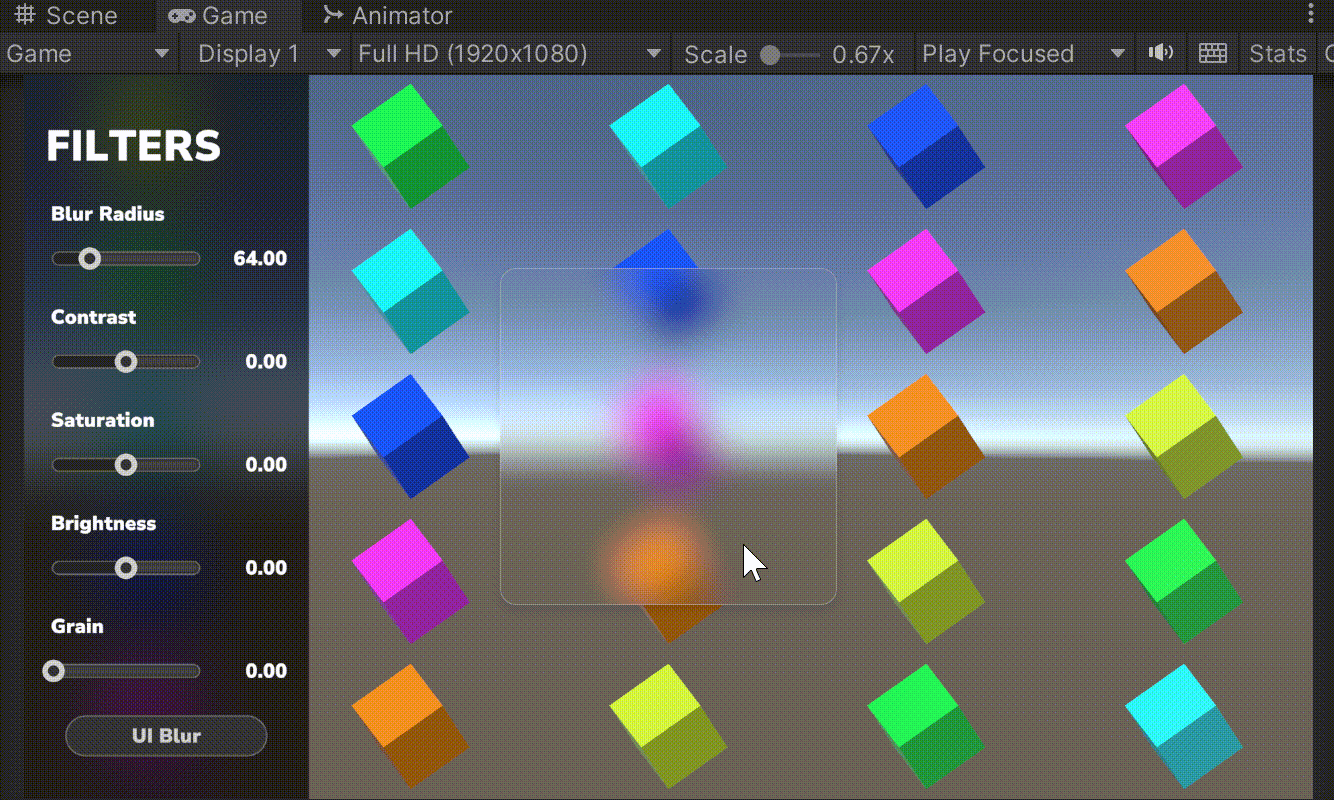 Scene Game Animator
Game Display 1 Full HD (1920x1080) Scale 0.67x Play Focused Stats
FILTERS
Blur Radius
64.00
Contrast
0.00
Saturation
0.00
Brightness
0.00
Grain
0.00
UI Blur